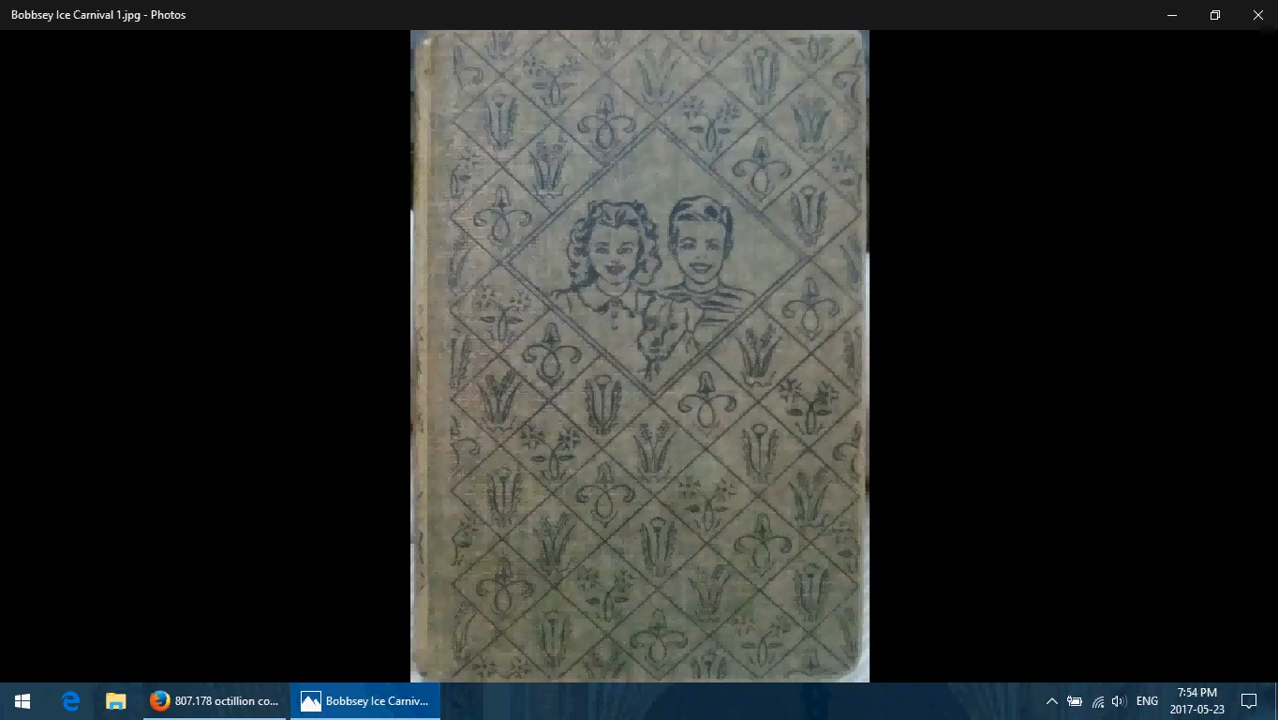 Bobbsey Ice Carnival 1.jpg - Photos
807.178 octillion co...
Bobbsey Ice Carniv...
ENG
7:54 PM
2017-05-23